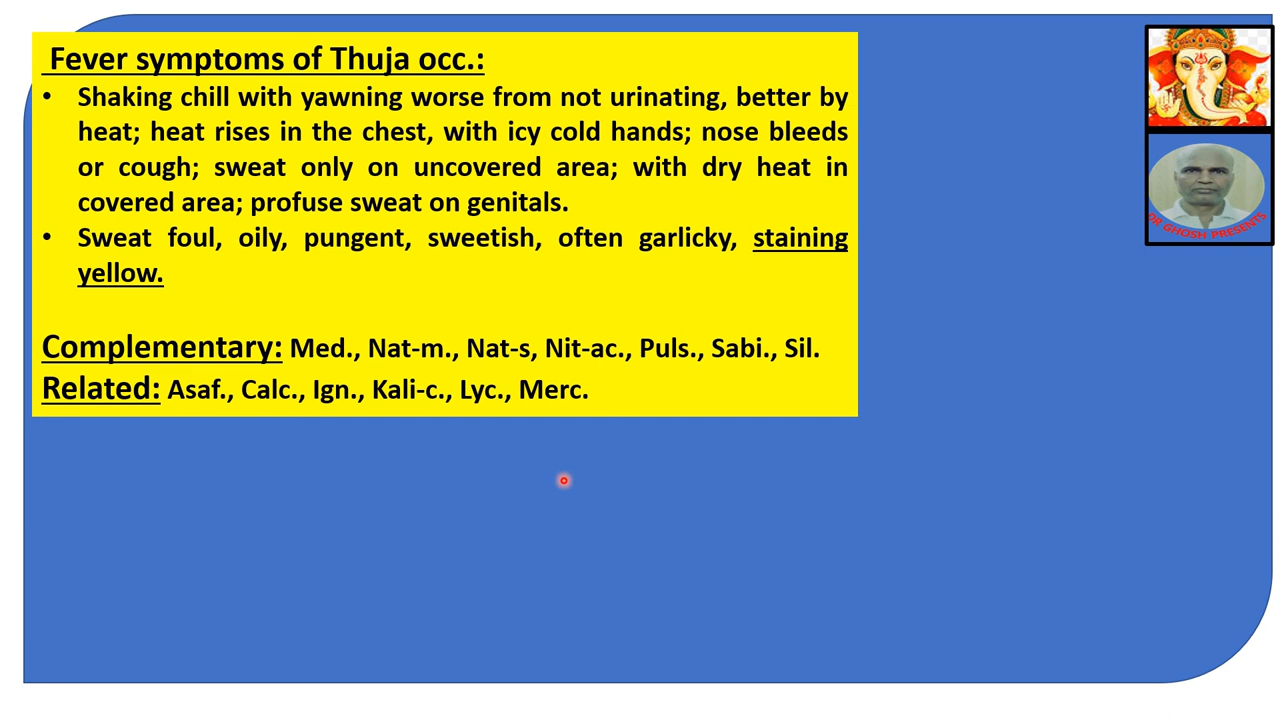 Fever symptoms of Thuja occ.:
• Shaking chill with yawning worse from not urinating, better by
heat; heat rises in the chest, with icy cold hands; nose bleeds
or cough; sweat only on uncovered area; with dry heat in
covered area; profuse sweat on genitals.
• Sweat foul, oily, pungent, sweetish, often garlicky, staining
yellow.
Complementary: Med., Nat-m., Nat-s, Nit-ac., Puls., Sabi., Sil.
Related: Asaf., Calc., Ign., Kali-c., Lyc., Merc.
DR GHOSH PRESENTS